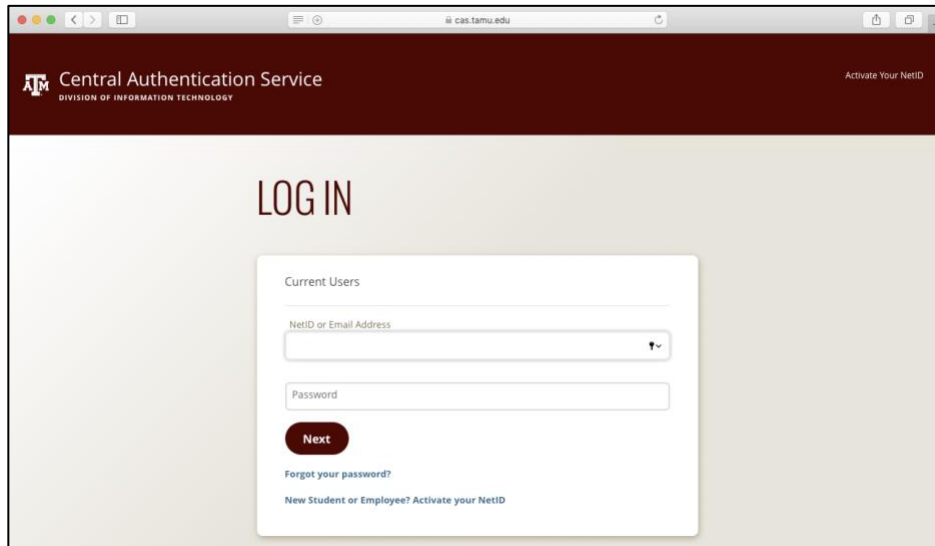 cas.tamu.edu
ATM Central Authentication Service
DIVISION OF INFORMATION TECHNOLOGY
Activate Your NetID
LOG IN
Current Users
NetID or Email Address
Password
Next
Forgot your password?
New Student or Employee? Activate your NetID